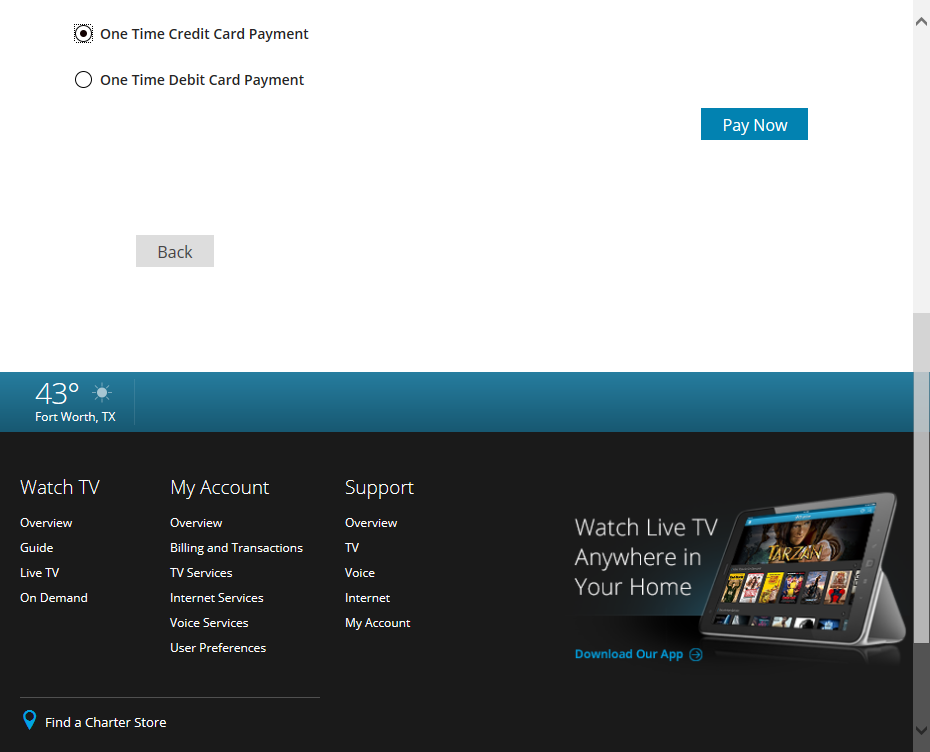 One Time Credit Card Payment
One Time Debit Card Payment
Pay Now
Back
43°
Fort Worth, TX
Watch TV
Overview
Guide
Live TV
On Demand
My Account
Overview
Billing and Transactions
TV Services
Internet Services
Voice Services
User Preferences
Support
Overview
TV
Voice
Internet
My Account
Watch Live TV
Anywhere in
Your Home
TARZAN
Download Our App
Find a Charter Store